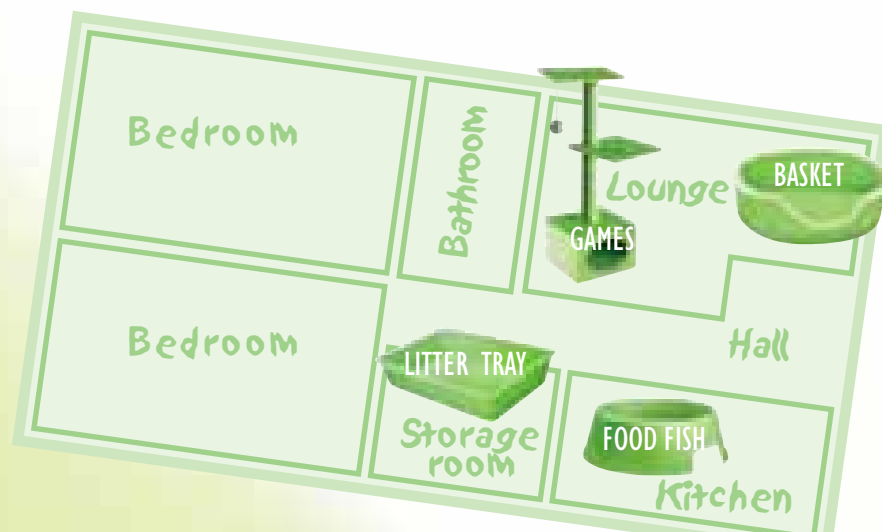 Bedroom
Bathroom
Lounge
BASKET
GAMES
Bedroom
Hall
LITTER TRAY
Storage
room
FOOD FISH
Kitchen